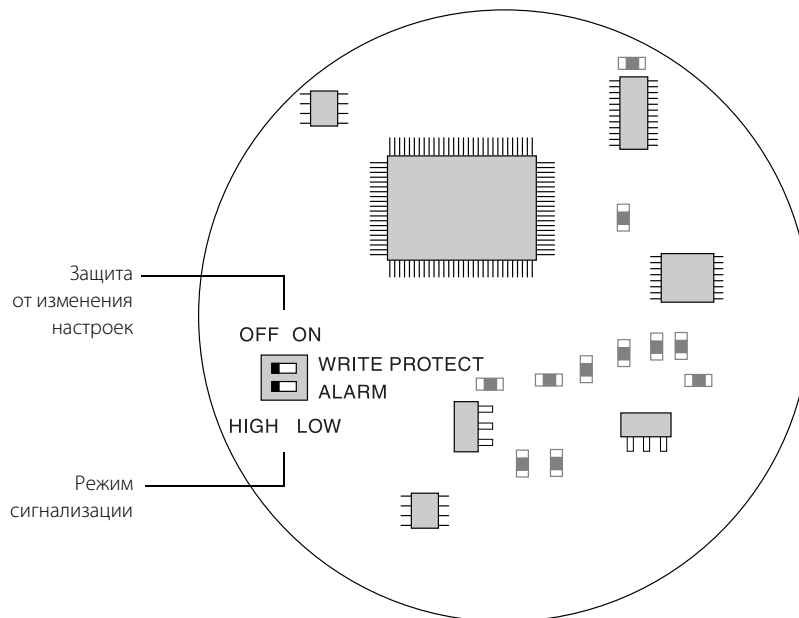 Защита
от изменения
настроек
OFF ON
WRITE PROTECT
ALARM
HIGH LOW
Режим
сигнализации